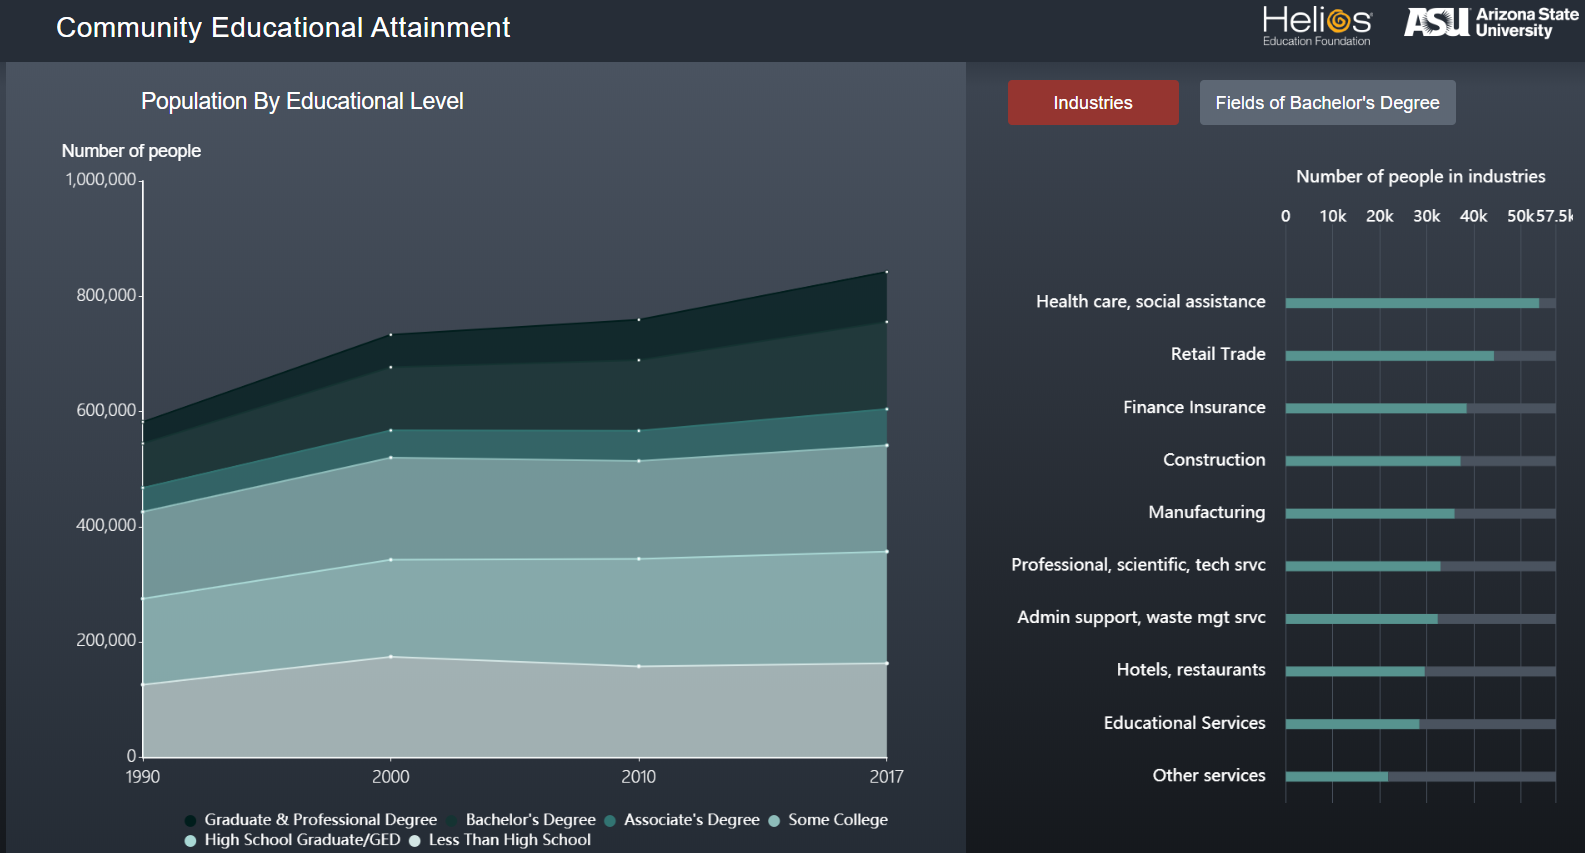 Community Educational Attainment
Helios
Education Foundation
ASU Arizona State
University
Population By Educational Level
Number of people
1,000,000
800,000
600,000
400,000
200,000
0
1990 2000 2010 2017
Graduate & Professional Degree Bachelor's Degree Associate's Degree Some College
High School Graduate/GED Less Than High School
Industries Fields of Bachelor's Degree
Number of people in industries
0 10k 20k 30k 40k 50k 57.5k
Health care, social assistance
Retail Trade
Finance Insurance
Construction
Manufacturing
Professional, scientific, tech srvc
Admin support, waste mgt srvc
Hotels, restaurants
Educational Services
Other services